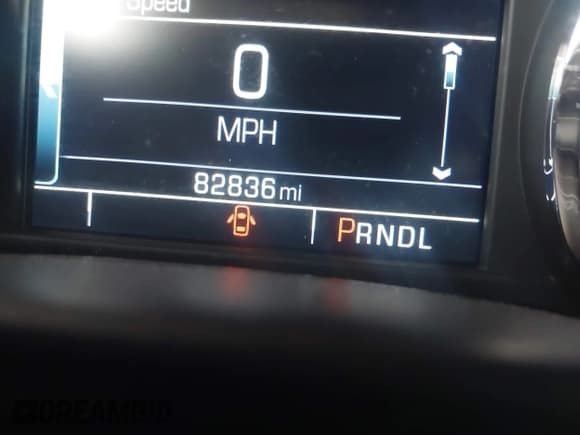 Speed
0
MPH
82836 mi
PRNDL
DREAMBID